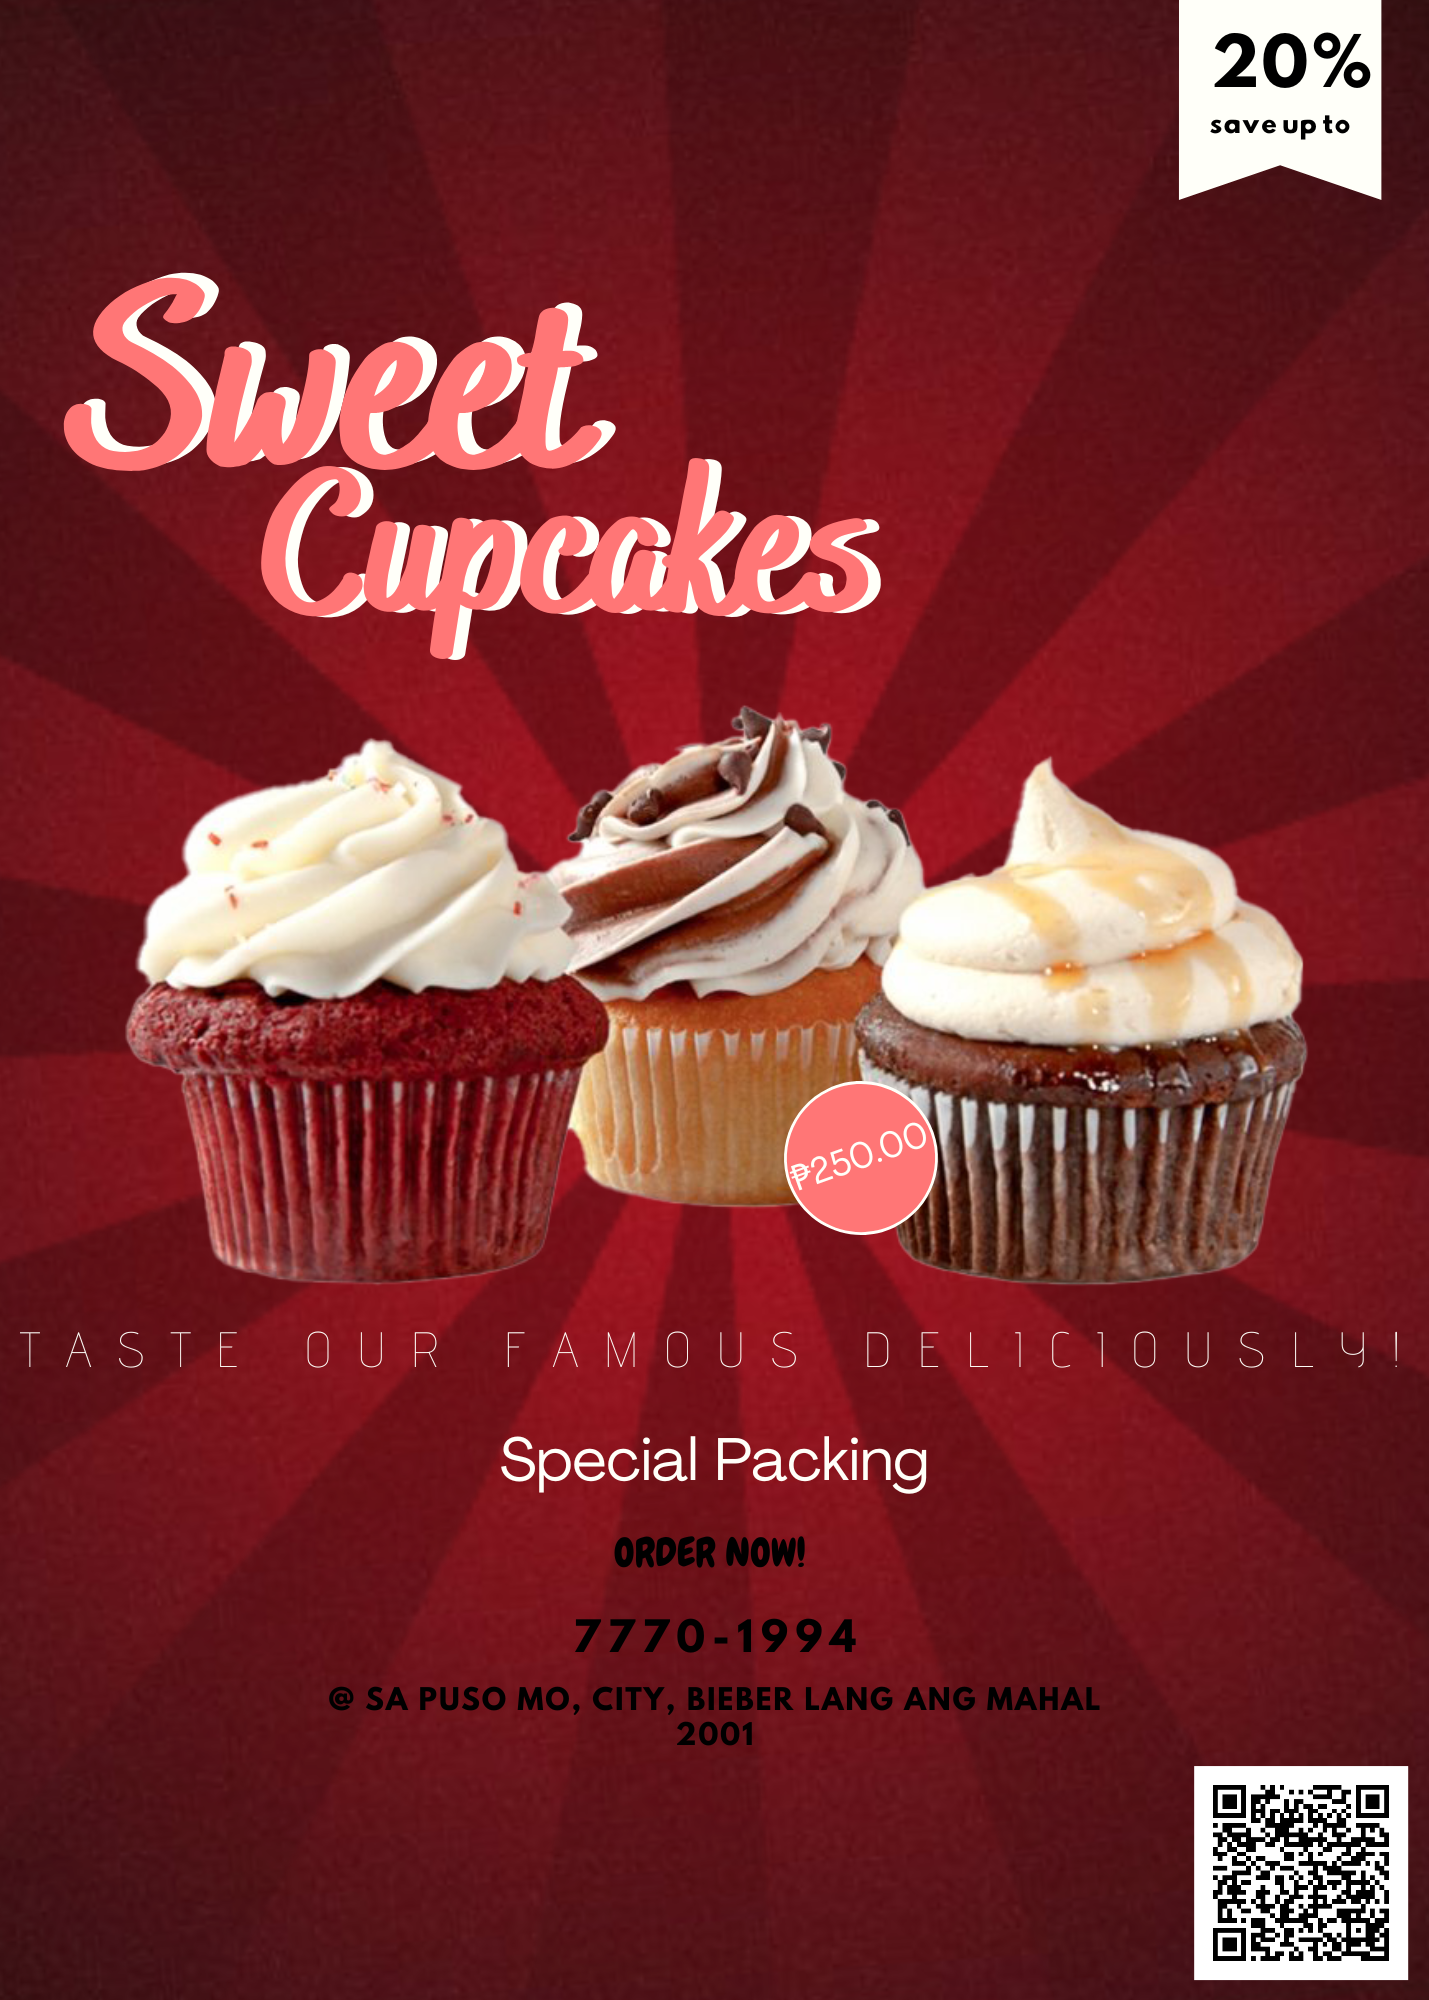 20%
save up to
Sweet
Cupcakes
₱250.00
TASTE OUR FAMOUS DELICIOUSLY!
Special Packing
ORDER NOW!
7770-1994
@ SA PUSO MO, CITY, BIEBER LANG ANG MAHAL
2001